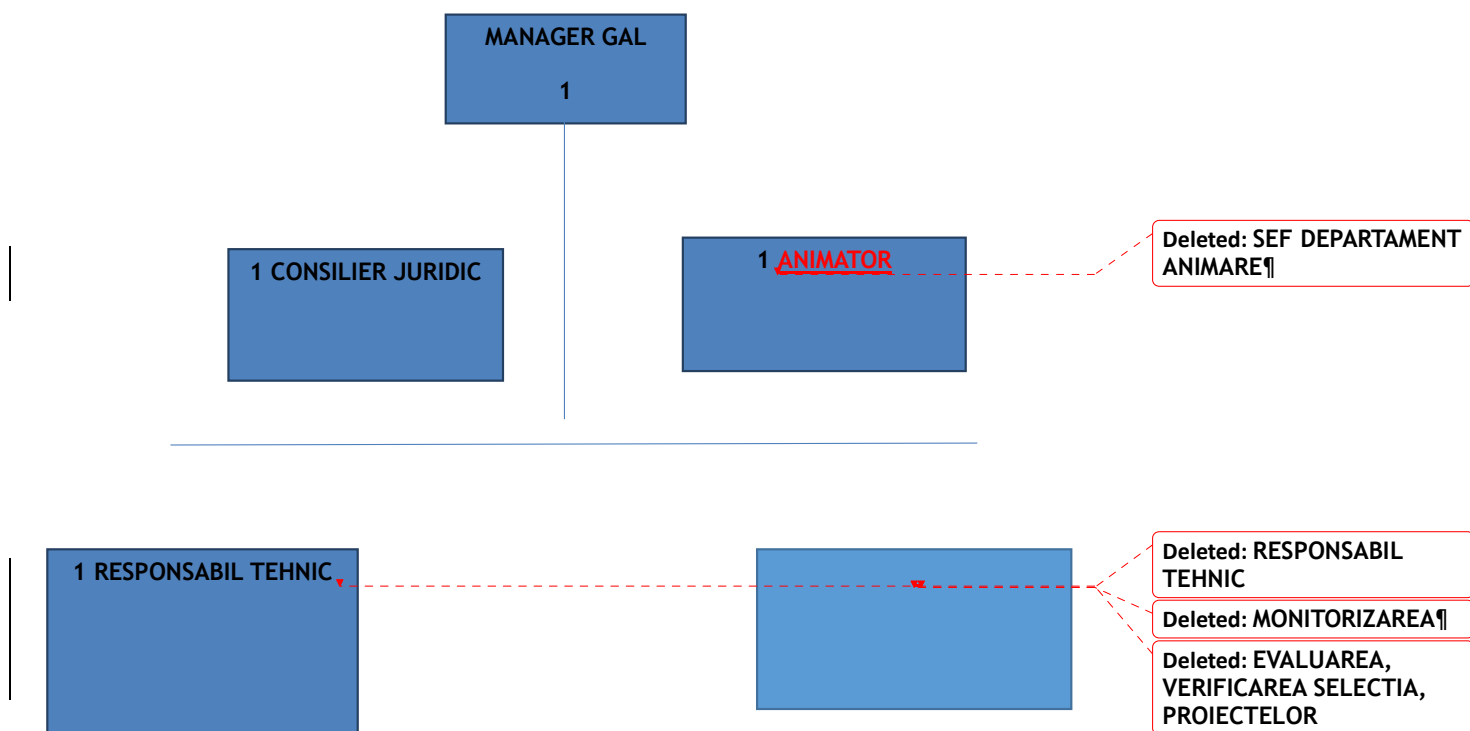 MANAGER GAL
1
1 CONSILIER JURIDIC
1 ANIMATOR
Deleted: SEF DEPARTAMENT
ANIMARE¶
1 RESPONSABIL TEHNIC
Deleted: RESPONSABIL
TEHNIC
Deleted: MONITORIZAREA¶
Deleted: EVALUAREA,
VERIFICAREA SELECTIA,
PROIECTELOR